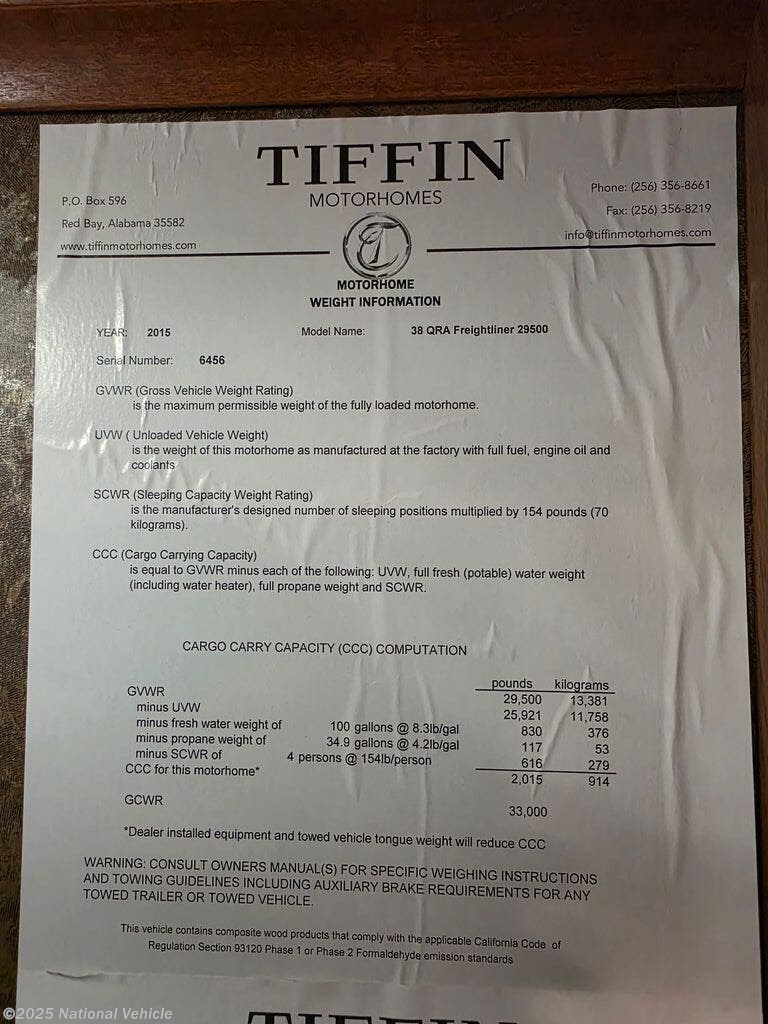 TIFFIN
MOTORHOMES
P.O. Box 596
Red Bay, Alabama 35582
www.tiffinmotorhomes.com
Phone: (256) 356-8661
Fax: (256) 356-8219
info@tiffinmotorhomes.com
T
MOTORHOME
WEIGHT INFORMATION
YEAR: 2015 Model Name: 38 QRA Freightliner 29500
Serial Number: 6456
GVWR (Gross Vehicle Weight Rating)
is the maximum permissible weight of the fully loaded motorhome.
UVW ( Unloaded Vehicle Weight)
is the weight of this motorhome as manufactured at the factory with full fuel, engine oil and
coolants
SCWR (Sleeping Capacity Weight Rating)
is the manufacturer's designed number of sleeping positions multiplied by 154 pounds (70
kilograms).
CCC (Cargo Carrying Capacity)
is equal to GVWR minus each of the following: UVW, full fresh (potable) water weight
(including water heater), full propane weight and SCWR.
CARGO CARRY CAPACITY (CCC) COMPUTATION
pounds kilograms
GVWR 29,500 13,381
minus UVW 25,921 11,758
minus fresh water weight of 100 gallons @ 8.3lb/gal 830 376
minus propane weight of 34.9 gallons @ 4.2lb/gal 117 53
minus SCWR of 4 persons @ 154lb/person 616 279
CCC for this motorhome* 2,015 914
GCWR 33,000
*Dealer installed equipment and towed vehicle tongue weight will reduce CCC
WARNING: CONSULT OWNERS MANUAL(S) FOR SPECIFIC WEIGHING INSTRUCTIONS
AND TOWING GUIDELINES INCLUDING AUXILIARY BRAKE REQUIREMENTS FOR ANY
TOWED TRAILER OR TOWED VEHICLE.
This vehicle contains composite wood products that comply with the applicable California Code of
Regulation Section 93120 Phase 1 or Phase 2 Formaldehyde emission standards
TIFFIN
©2025 National Vehicle